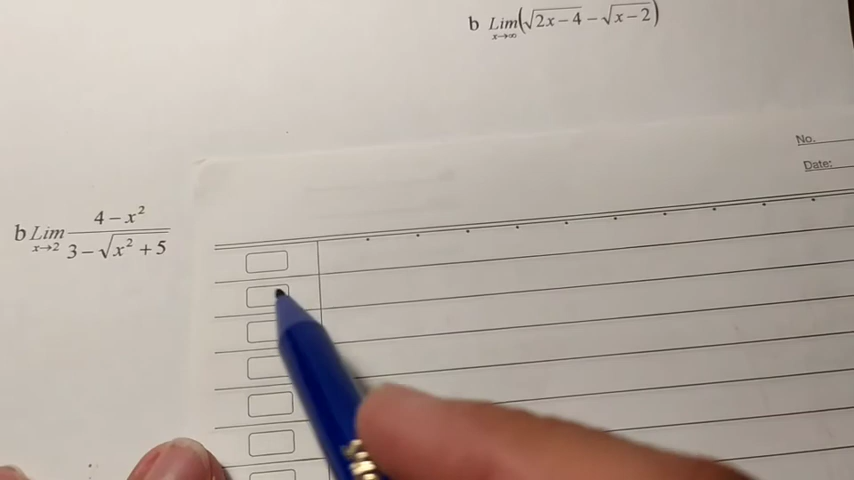 b Lim x→∞ (√(2x−4) − √(x−2))
No.
Date:
b Lim x→2 (4−x²)/(3−√(x²+5))